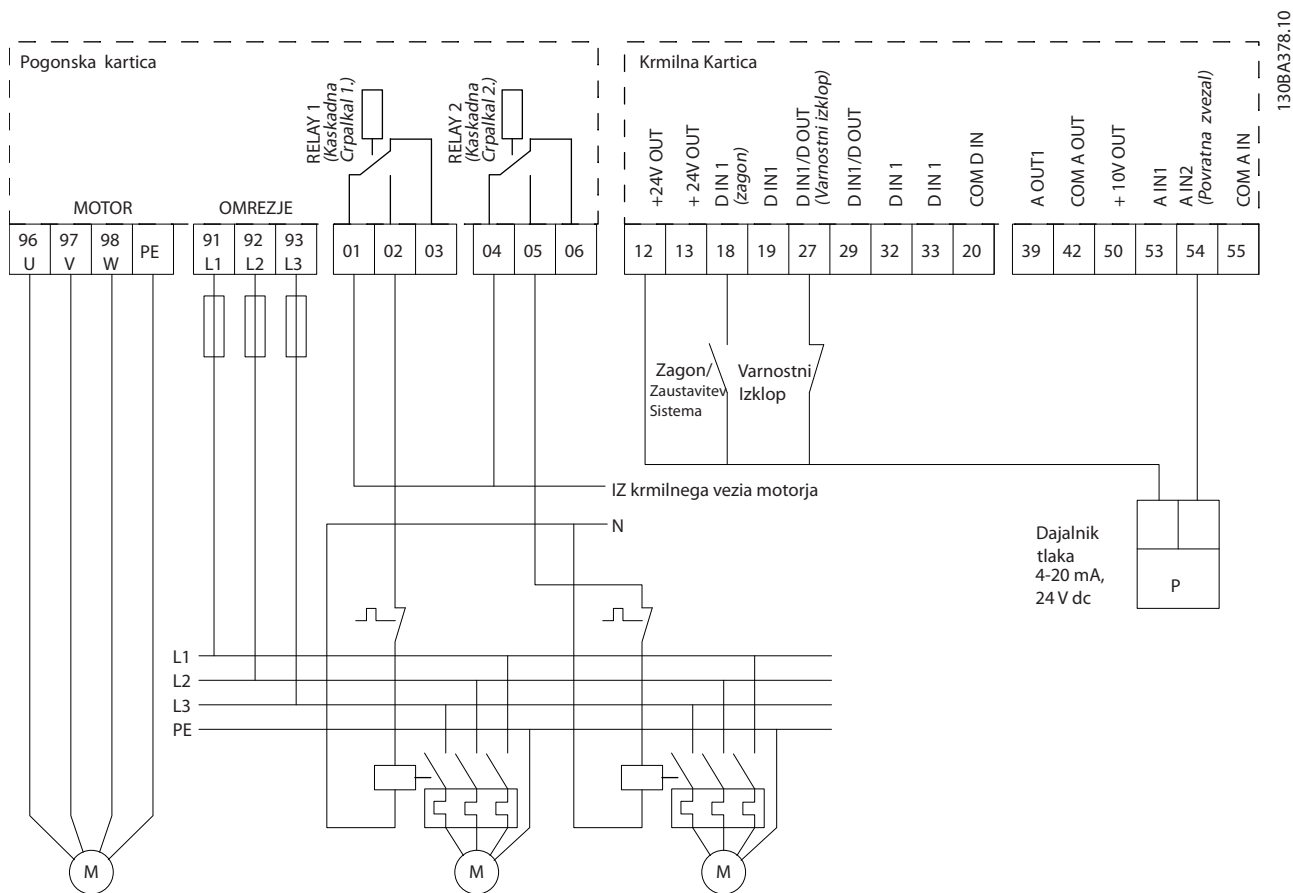 130BA378.10
Pogonska kartica
RELAY 1
(Kaskadna
Crpalkal 1.)
RELAY 2
(Kaskadna
Crpalkal 2.)
MOTOR
OMREZJE
96 97 98 PE
U V W
91 92 93
L1 L2 L3
01 02 03
04 05 06
Krmilna Kartica
+24V OUT
+ 24V OUT
D IN 1
(zagon)
D IN1
D IN1/D OUT
(Varnostni izklop)
D IN1/D OUT
D IN 1
D IN 1
COM D IN
A OUT1
COM A OUT
+ 10V OUT
A IN1
A IN2
(Povratna zvezal)
COM A IN
12 13 18 19 27 29 32 33 20
39 42 50 53 54 55
Zagon/
Zaustavitev
Sistema
Varnostni
Izklop
IZ krmilnega vezia motorja
N
Dajalnik
tlaka
4-20 mA,
24 V dc
P
L1
L2
L3
PE
M
M
M